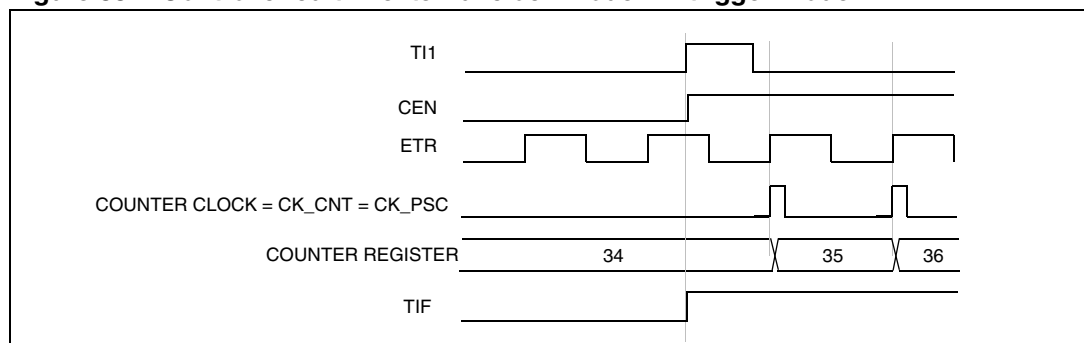 TI1
CEN
ETR
COUNTER CLOCK = CK_CNT = CK_PSC
COUNTER REGISTER 34 35 36
TIF